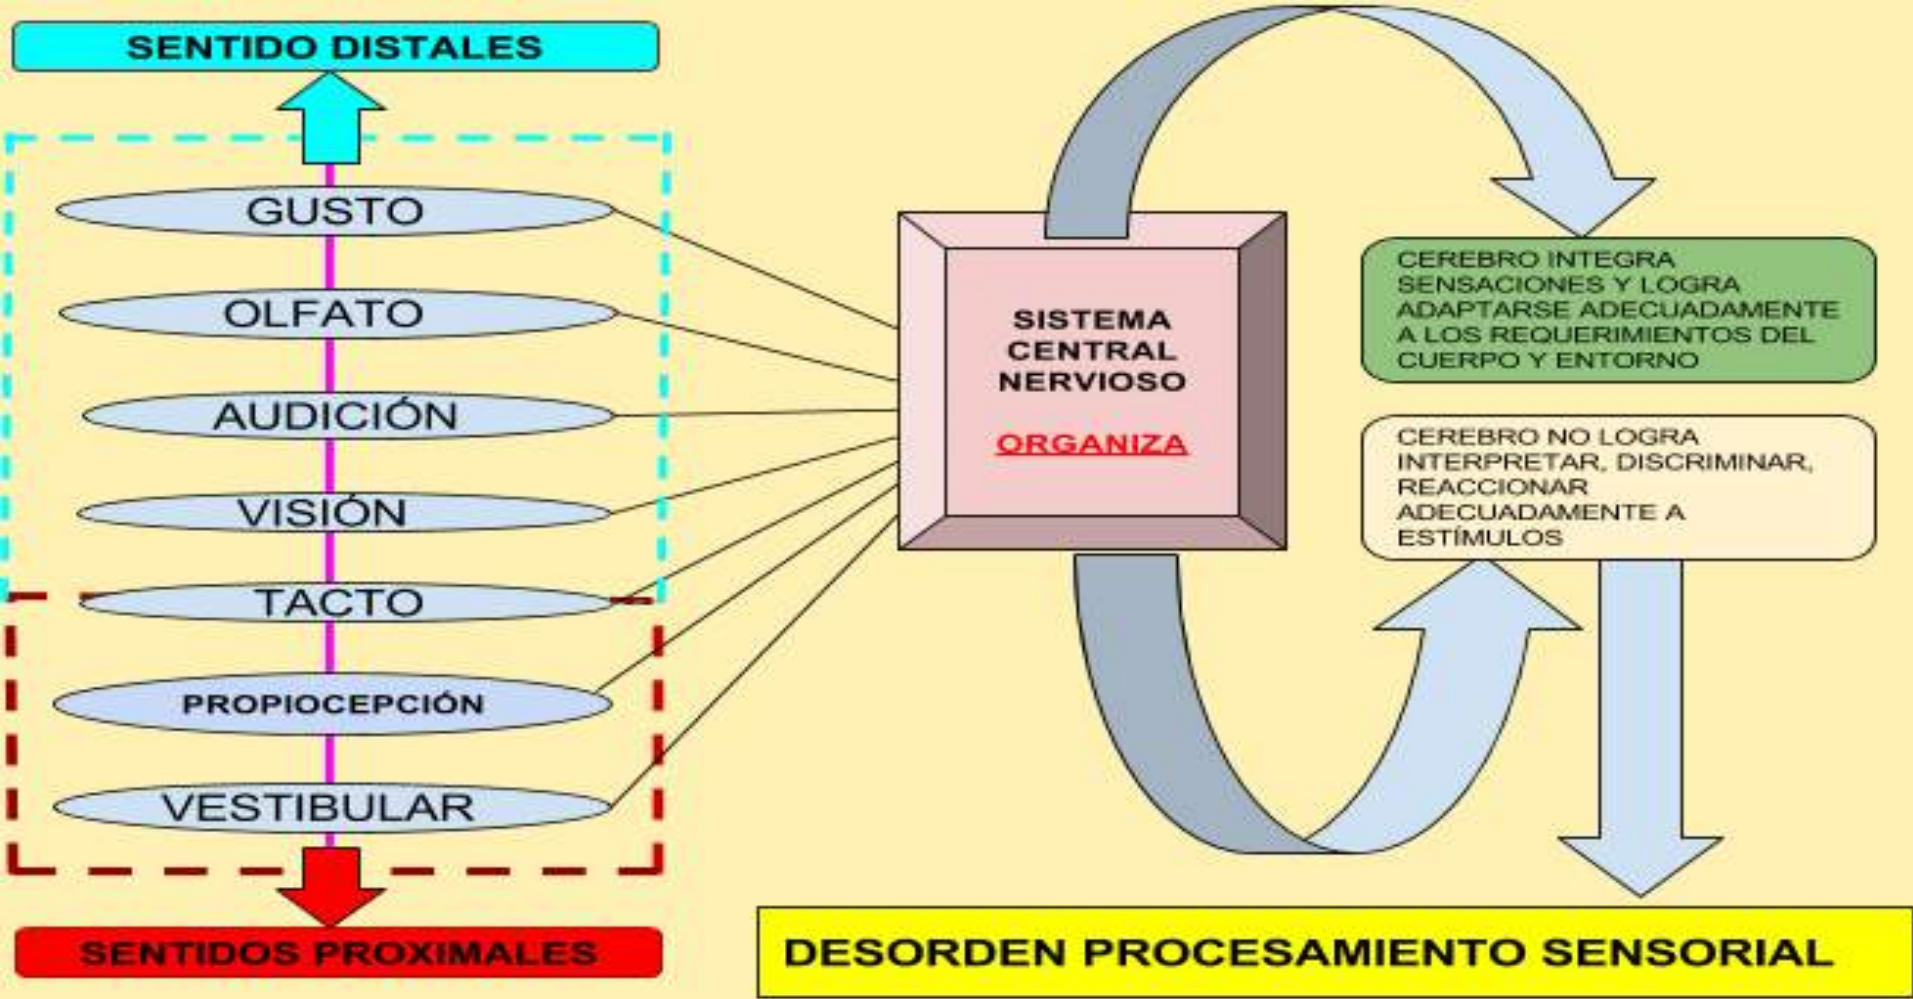 SENTIDO DISTALES
GUSTO
OLFATO
AUDICIÓN
VISIÓN
TACTO
PROPIOCEPCIÓN
VESTIBULAR
SENTIDOS PROXIMALES
SISTEMA
CENTRAL
NERVIOSO
ORGANIZA
CEREBRO INTEGRA
SENSACIONES Y LOGRA
ADAPTARSE ADECUADAMENTE
A LOS REQUERIMIENTOS DEL
CUERPO Y ENTORNO
CEREBRO NO LOGRA
INTERPRETAR, DISCRIMINAR,
REACCIONAR
ADECUADAMENTE A
ESTÍMULOS
DESORDEN PROCESAMIENTO SENSORIAL